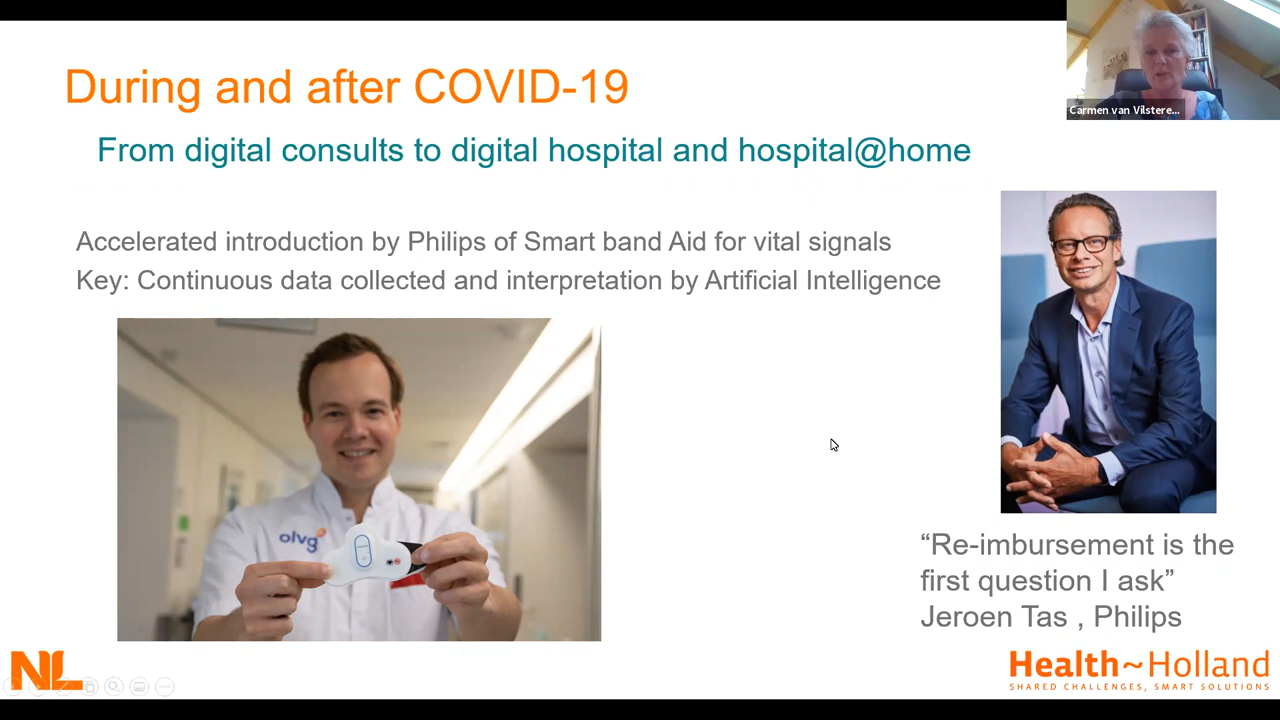 During and after COVID-19
Carmen van Vilstere...
From digital consults to digital hospital and hospital@home
Accelerated introduction by Philips of Smart band Aid for vital signals
Key: Continuous data collected and interpretation by Artificial Intelligence
olvg
“Re-imbursement is the
first question I ask”
Jeroen Tas , Philips
NL
Health~Holland
SHARED CHALLENGES, SMART SOLUTIONS